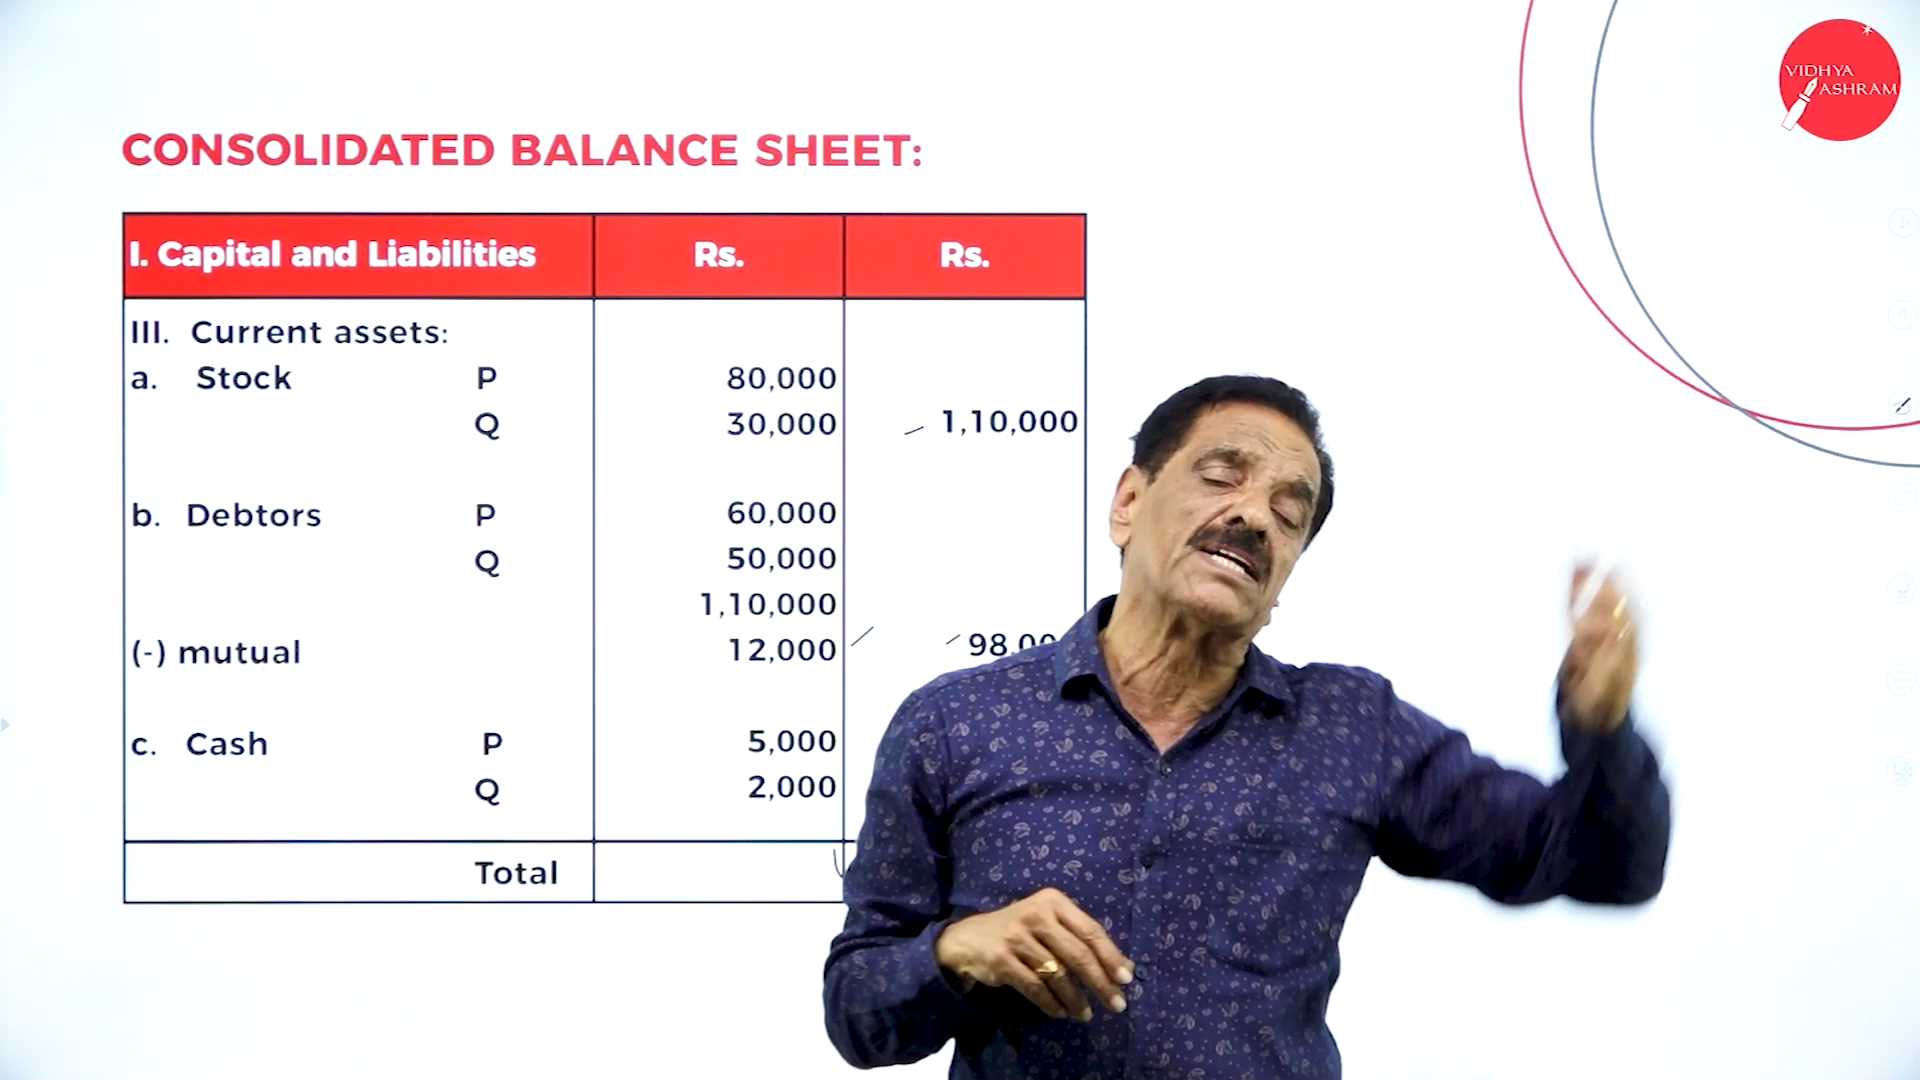 VIDHYA
ASHRAM
CONSOLIDATED BALANCE SHEET:
I. Capital and Liabilities Rs. Rs.
III. Current assets:
a. Stock P 80,000
Q 30,000 1,10,000
b. Debtors P 60,000
Q 50,000
1,10,000
(-) mutual 12,000 98,00
c. Cash P 5,000
Q 2,000
Total